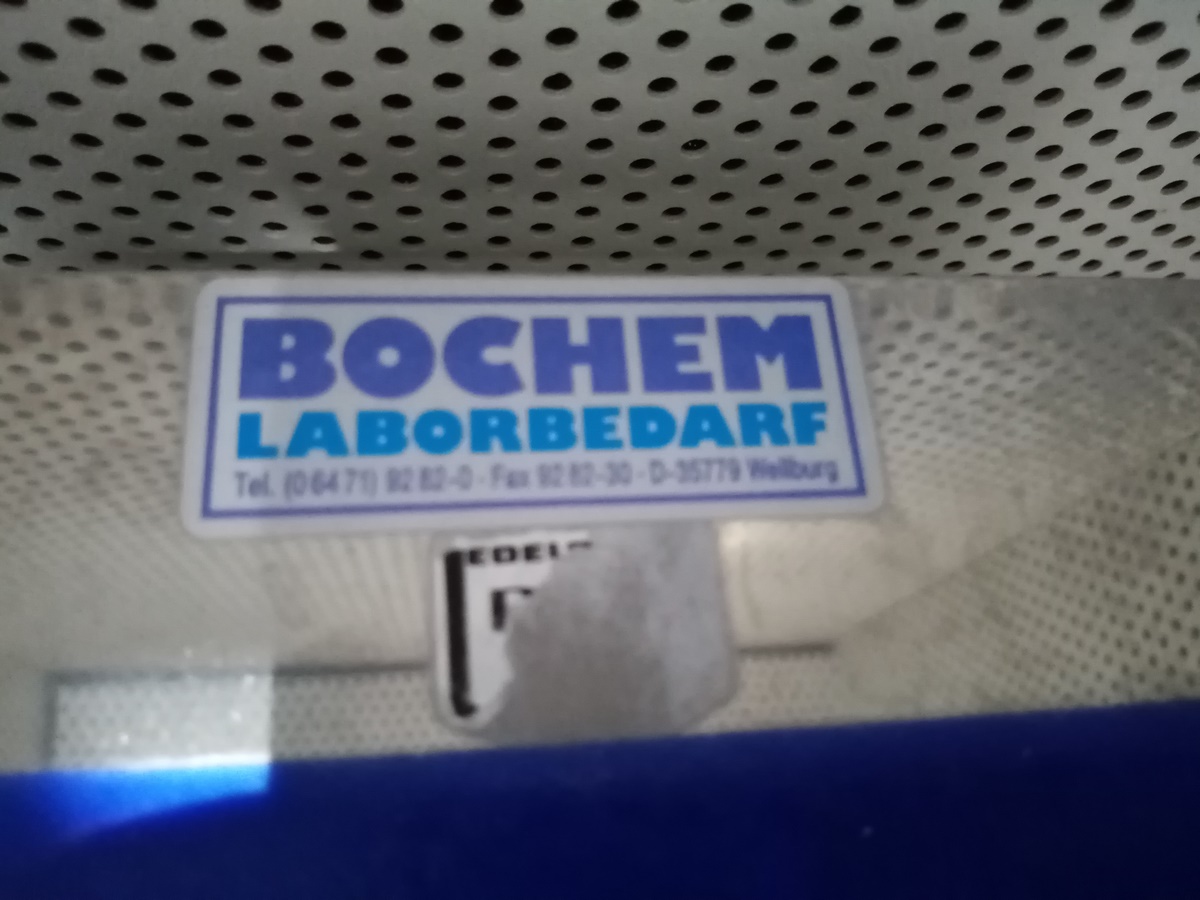 BOCHEM
LABORBEDARF
Tel. (0 64 71) 92 82-0 · Fax 92 82-30 · D-35779 Weilburg